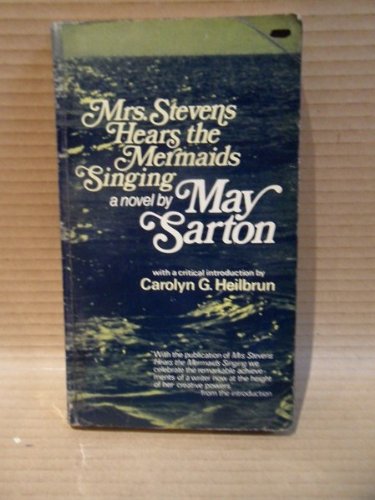 Mrs. Stevens
Hears the
Mermaids
Singing
a novel by May
Sarton
with a critical introduction by
Carolyn G. Heilbrun
"With the publication of Mrs Stevens
Hears the Mermaids Singing we
celebrate the remarkable achieve-
ments of a writer now at the height
of her creative powers."
from the introduction